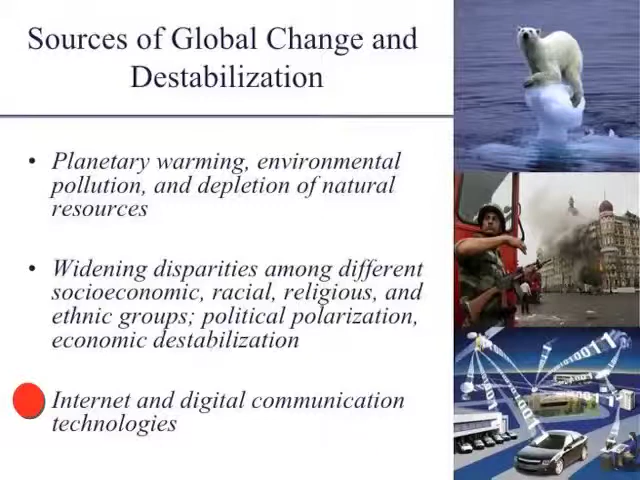 Sources of Global Change and
Destabilization
• Planetary warming, environmental
pollution, and depletion of natural
resources
• Widening disparities among different
socioeconomic, racial, religious, and
ethnic groups; political polarization,
economic destabilization
Internet and digital communication
technologies